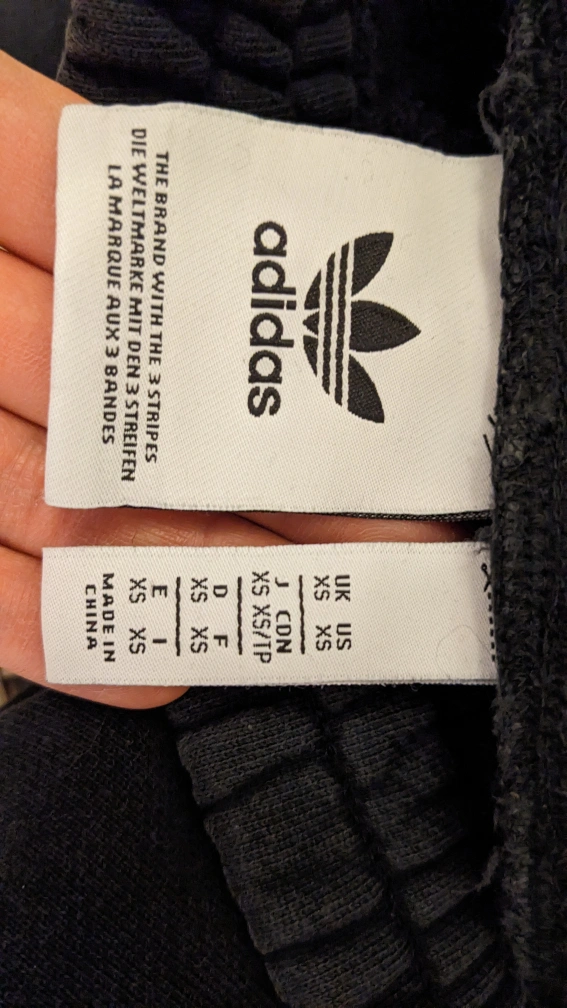 adidas
THE BRAND WITH THE 3 STRIPES
DIE WELTMARKE MIT DEN 3 STREIFEN
LA MARQUE AUX 3 BANDES
UK US
XS XS
J CDN
XS XS/TP
D F
XS XS
E I
XS XS
MADE IN
CHINA